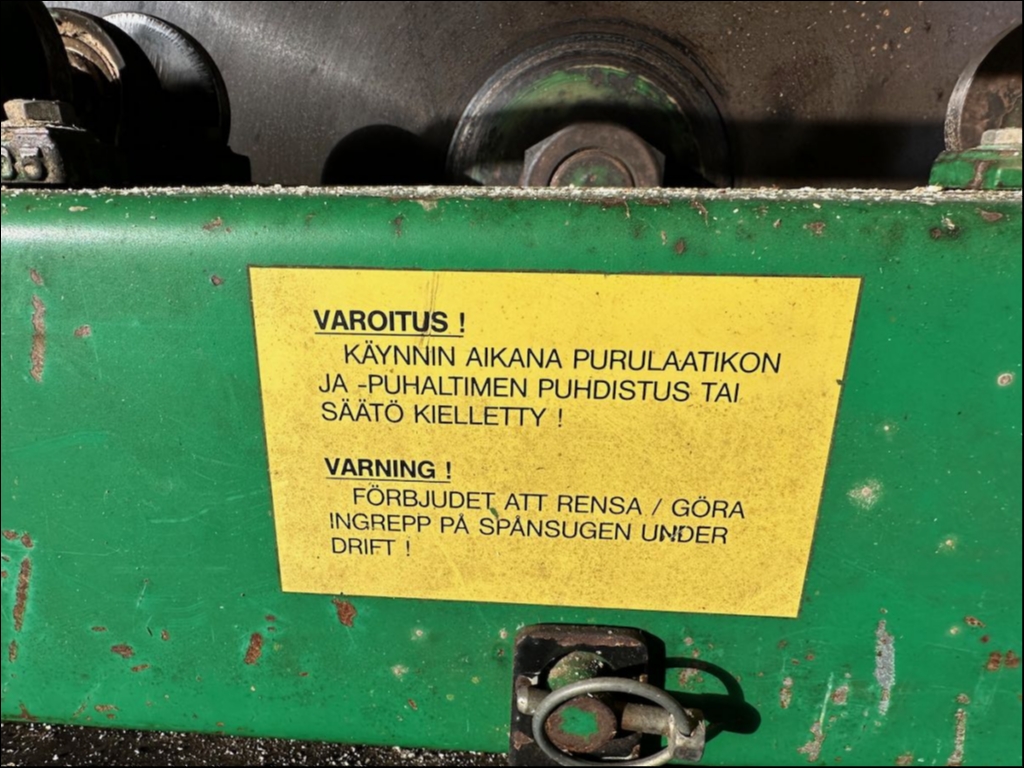 VAROITUS !
KÄYNNIN AIKANA PURULAATIKON
JA -PUHALTIMEN PUHDISTUS TAI
SÄÄTÖ KIELLETTY !
VARNING !
FÖRBJUDET ATT RENSA / GÖRA
INGREPP PÅ SPÅNSUGEN UNDER
DRIFT !